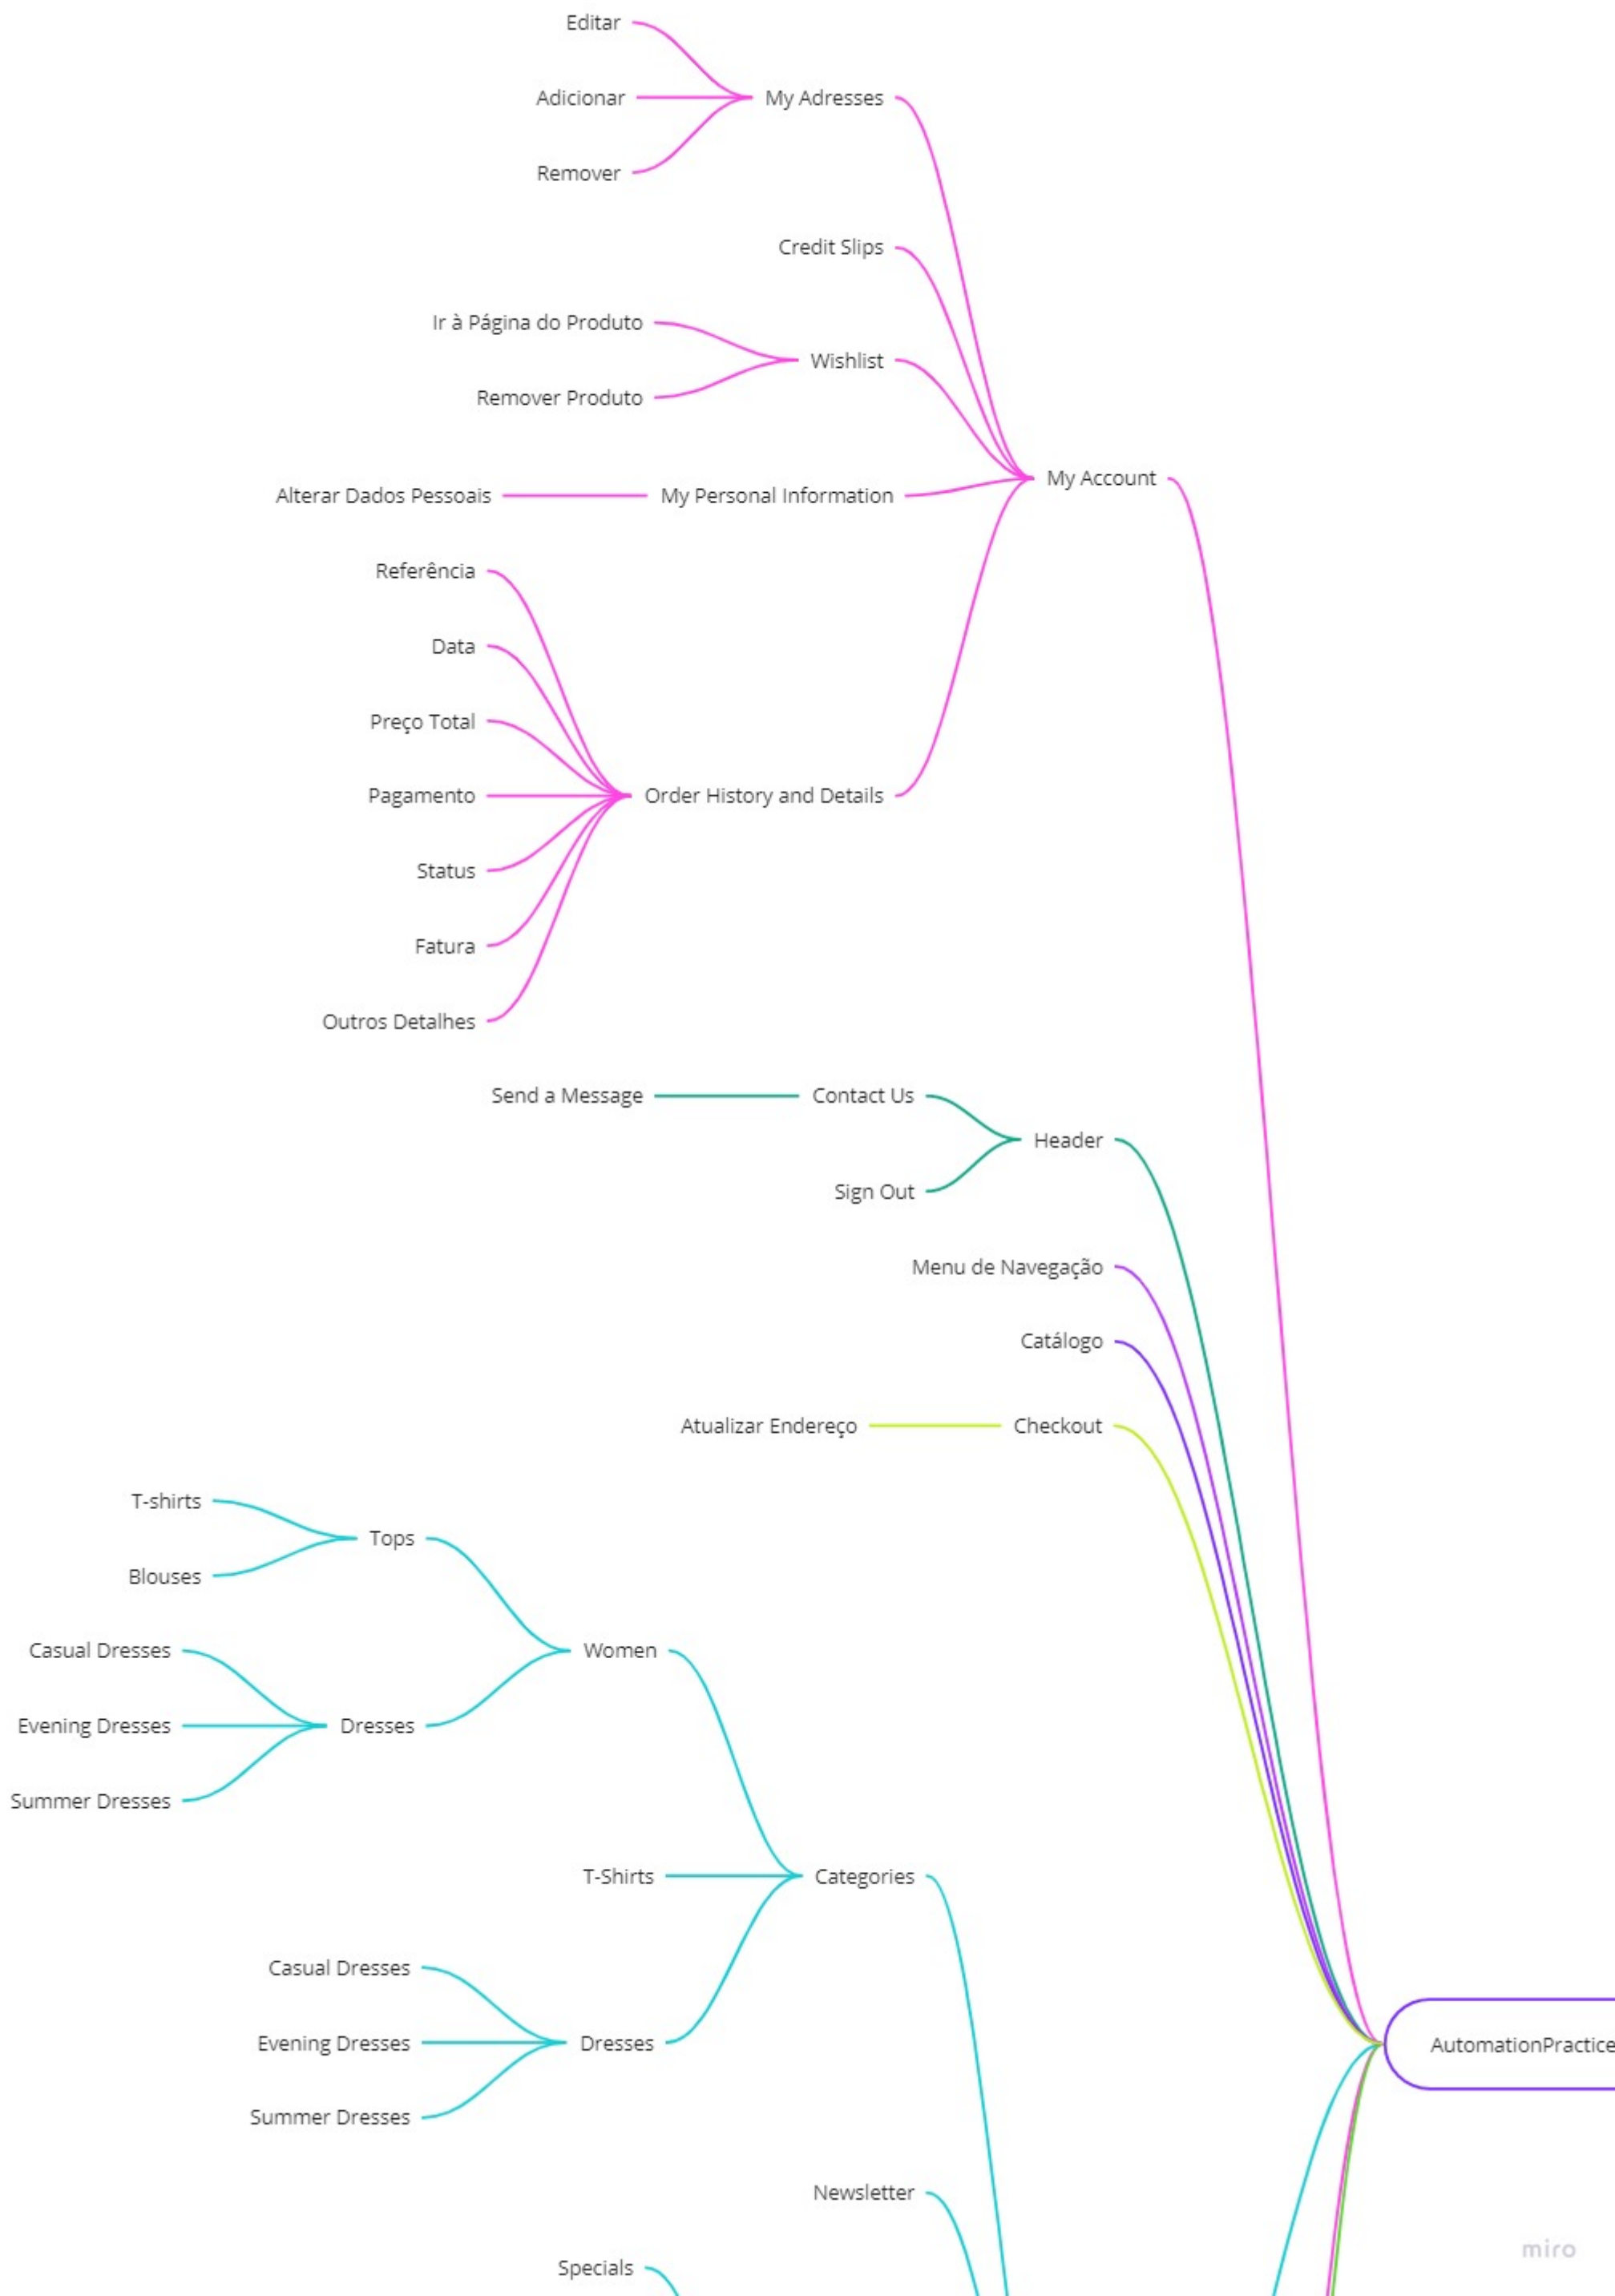 Editar
Adicionar
My Adresses
Remover
Credit Slips
Ir à Página do Produto
Wishlist
Remover Produto
My Account
Alterar Dados Pessoais
My Personal Information
Referência
Data
Preço Total
Pagamento
Order History and Details
Status
Fatura
Outros Detalhes
Send a Message
Contact Us
Header
Sign Out
Menu de Navegação
Catálogo
Atualizar Endereço
Checkout
T-shirts
Tops
Blouses
Casual Dresses
Women
Evening Dresses
Dresses
Summer Dresses
T-Shirts
Categories
Casual Dresses
Evening Dresses
Dresses
AutomationPractice
Summer Dresses
Newsletter
miro
Specials